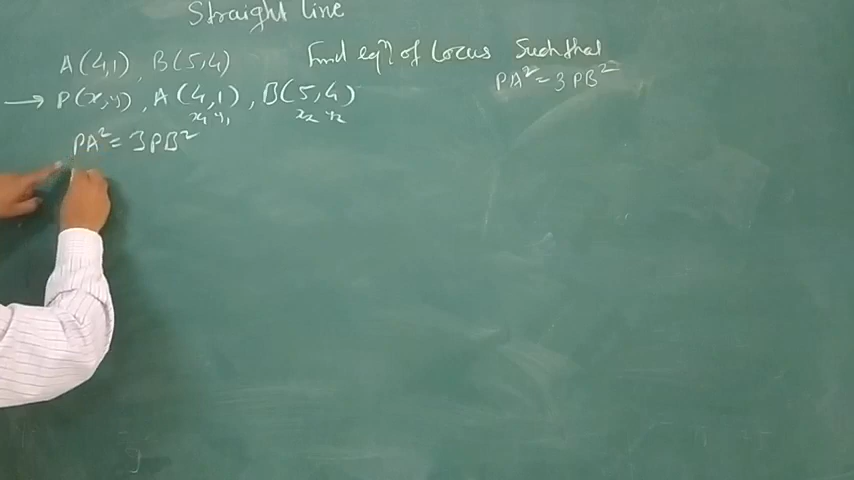 Straight line
A(4,1), B(5,4) Find eqⁿ of locus Such that
PA² = 3PB²
→ P(x,y), A(4,1), B(5,4)
x₁ y₁ x₂ y₂
PA² = 3PB²